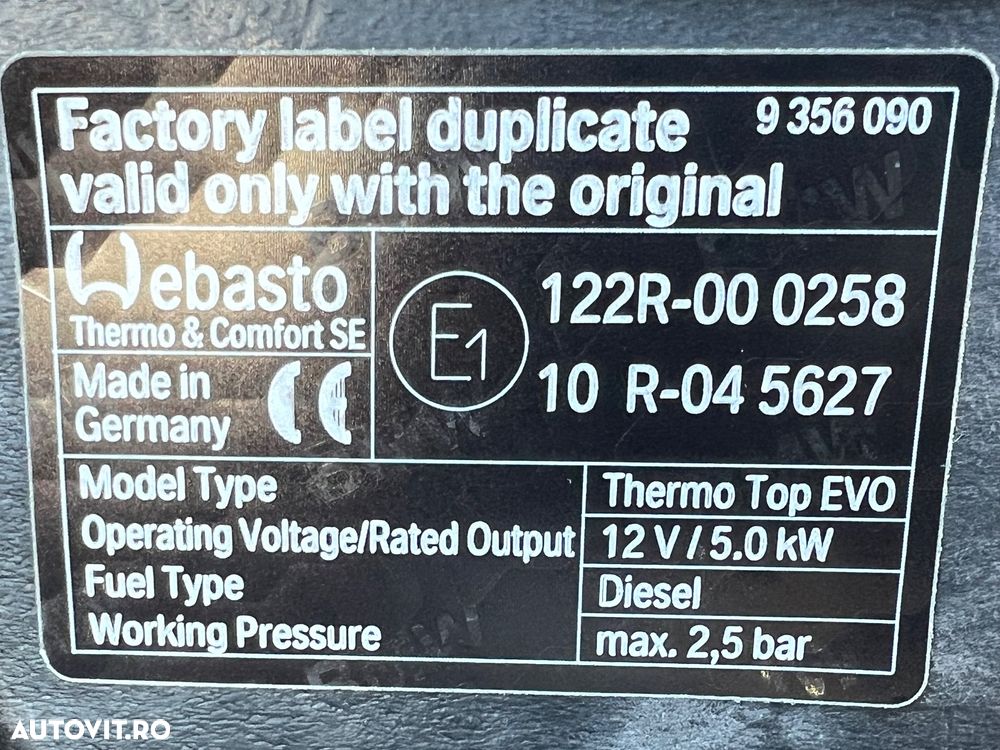 Factory label duplicate 9 356 090
valid only with the original
Webasto
Thermo & Comfort SE
Made in
Germany
CE
E1
122R-00 0258
10 R-04 5627
Model Type Thermo Top EVO
Operating Voltage/Rated Output 12 V / 5.0 kW
Fuel Type Diesel
Working Pressure max. 2,5 bar
AUTOVIT.RO